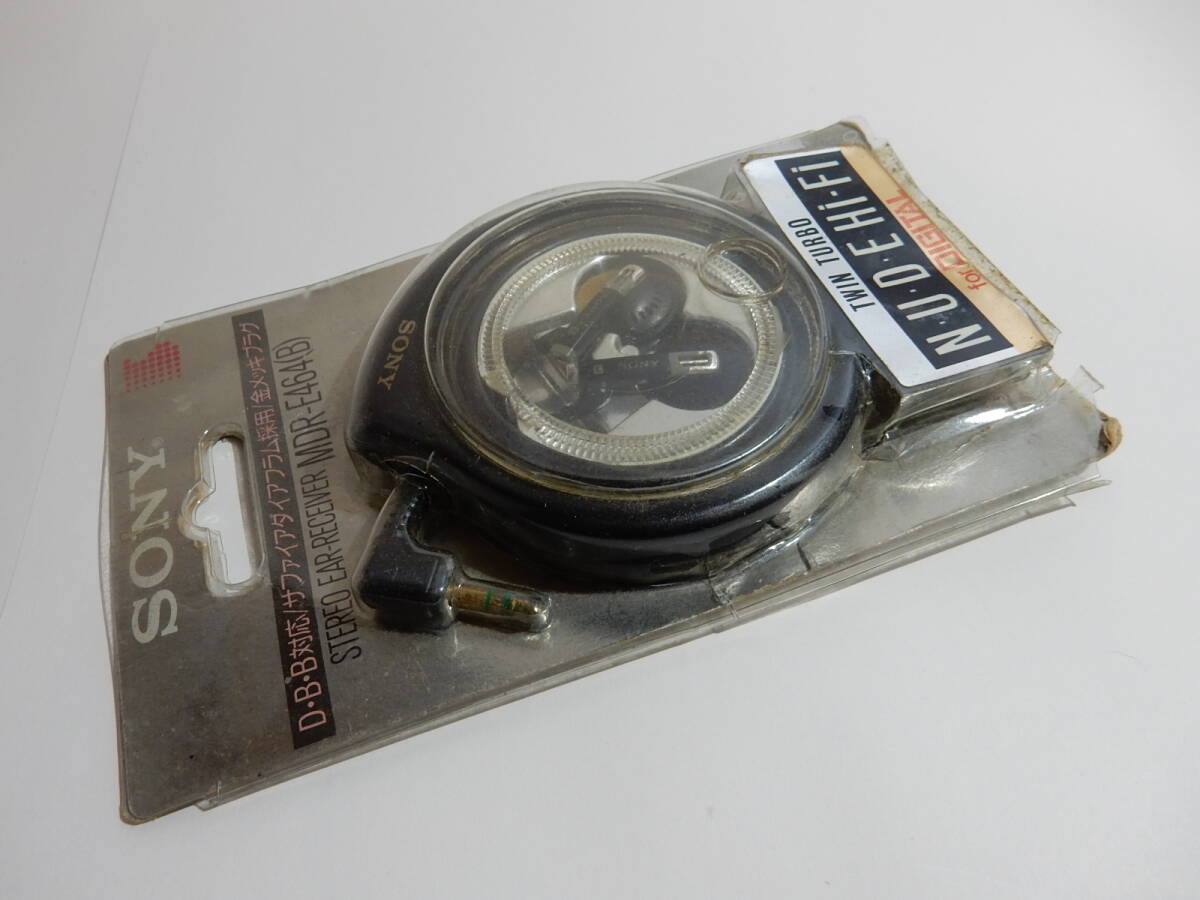 SONY
D・B・B対応/サファイアダイアフラム採用/金メッキプラグ
STEREO EAR-RECEIVER MDR-E464(B)
SONY
SONY
N・U・D・E Hi-Fi
TWIN TURBO
for DIGITAL